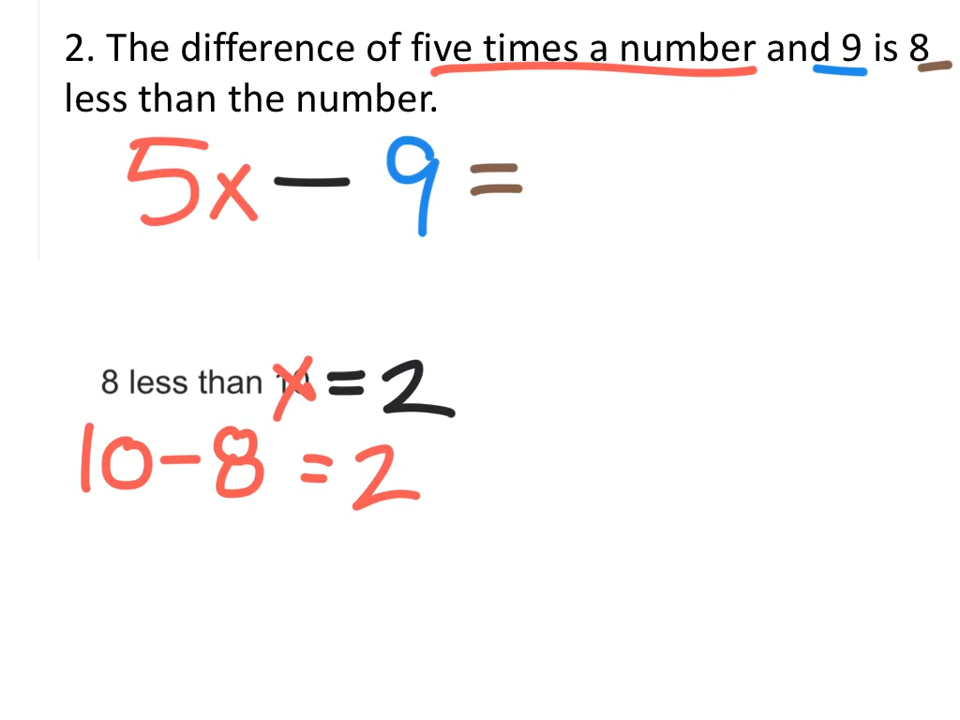 2. The difference of five times a number and 9 is 8
less than the number.
5x – 9 =
8 less than x = 2
10 – 8 = 2